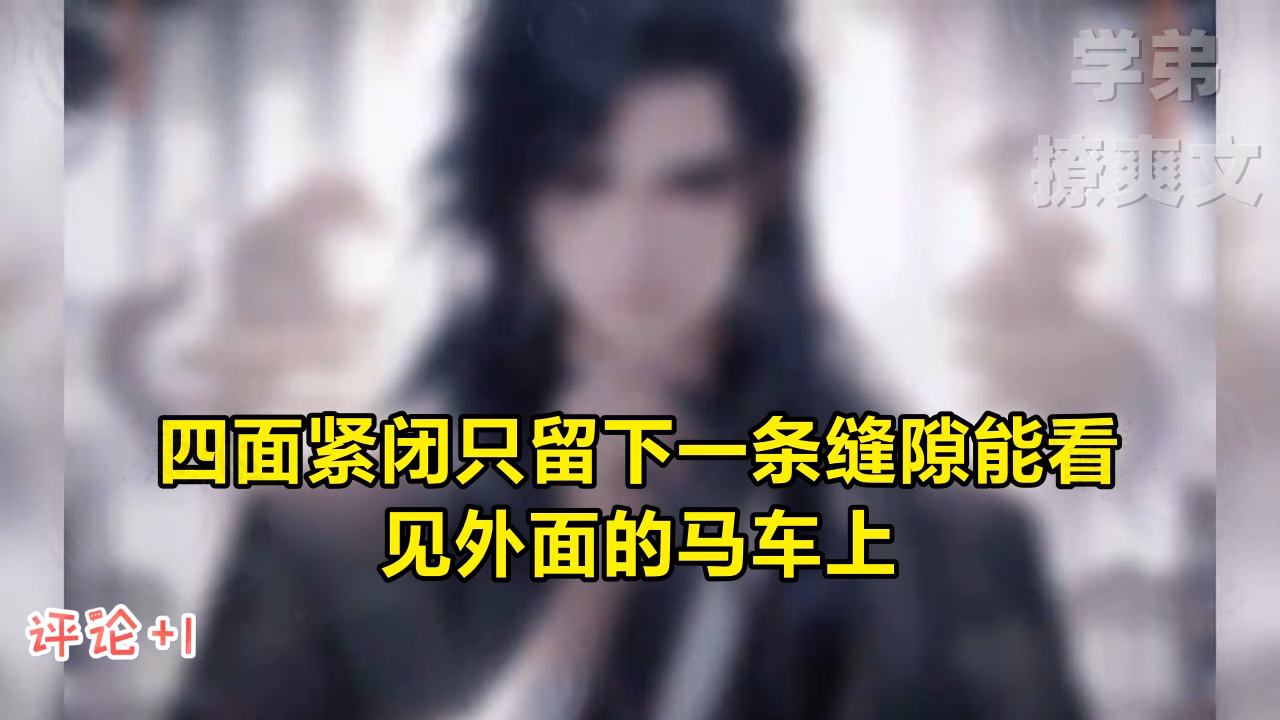 学弟
撩爽文
四面紧闭只留下一条缝隙能看
见外面的马车上
评论+1